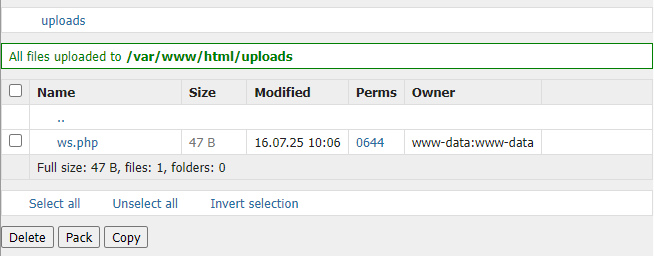 uploads
All files uploaded to /var/www/html/uploads
Name Size Modified Perms Owner
..
ws.php 47 B 16.07.25 10:06 0644 www-data:www-data
Full size: 47 B, files: 1, folders: 0
Select all Unselect all Invert selection
Delete Pack Copy